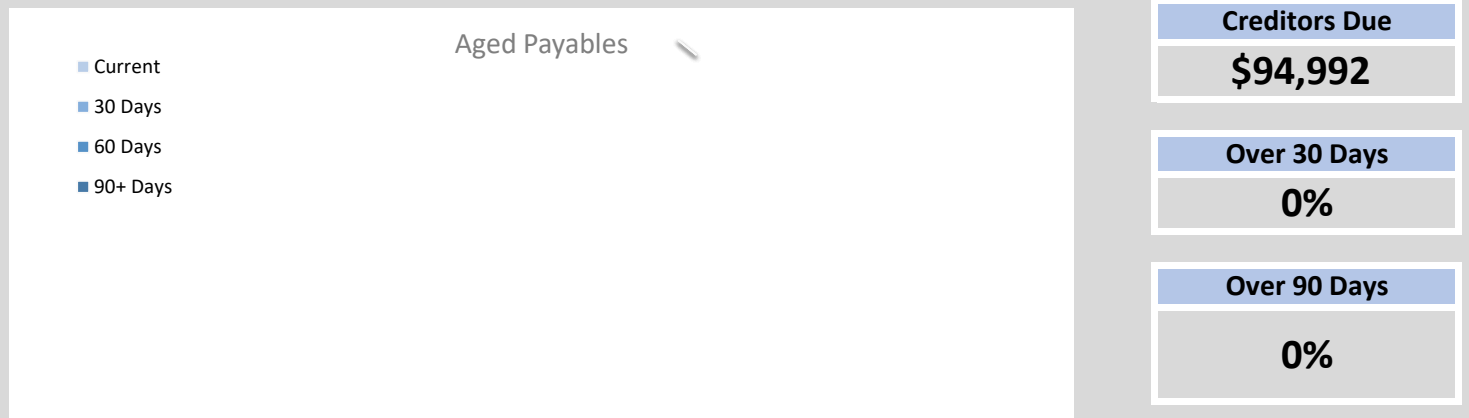 Aged Payables
Current
30 Days
60 Days
90+ Days
Creditors Due
$94,992
Over 30 Days
0%
Over 90 Days
0%